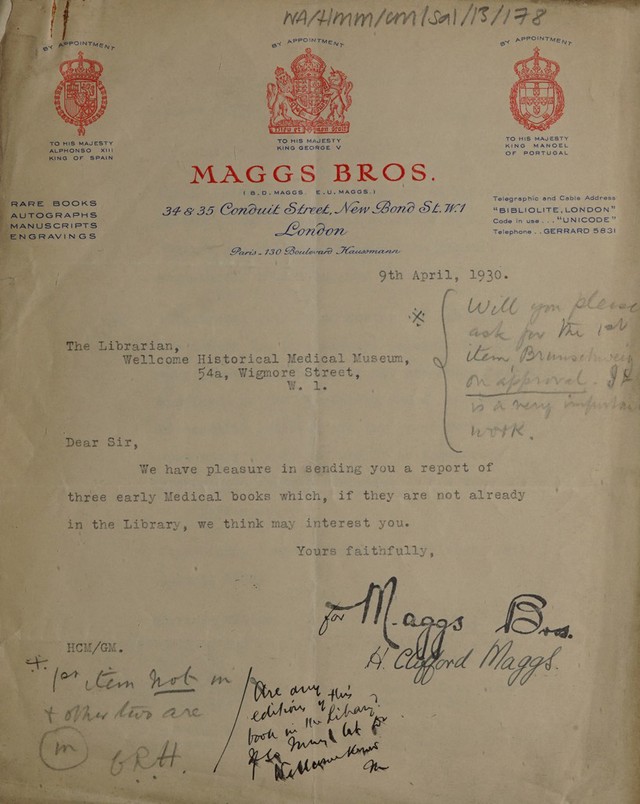 WA/HMM/CM/Sal/13/178
BY APPOINTMENT
TO HIS MAJESTY
ALPHONSO XIII
KING OF SPAIN
BY APPOINTMENT
TO HIS MAJESTY
KING GEORGE V
BY APPOINTMENT
TO HIS MAJESTY
KING MANOEL
OF PORTUGAL
MAGGS BROS.
(B.D. MAGGS. E.U. MAGGS.)
34 & 35 Conduit Street, New Bond St. W.1
London
Paris - 130 Boulevard Haussmann
RARE BOOKS
AUTOGRAPHS
MANUSCRIPTS
ENGRAVINGS
Telegraphic and Cable Address
"BIBLIOLITE, LONDON"
Code in use... "UNICODE"
Telephone.. GERRARD 5831
9th April, 1930.
Will you please
ask for the 1st
item Brunschweig
on approval. It
is a very important
work.
The Librarian,
Wellcome Historical Medical Museum,
54a, Wigmore Street,
W. 1.
Dear Sir,
We have pleasure in sending you a report of
three early Medical books which, if they are not already
in the Library, we think may interest you.
Yours faithfully,
for Maggs Bros.
H. Clifford Maggs.
HCM/GM.
1st item Not in
+ other two are
in
Are any
editions of this
book in the Library?
If so